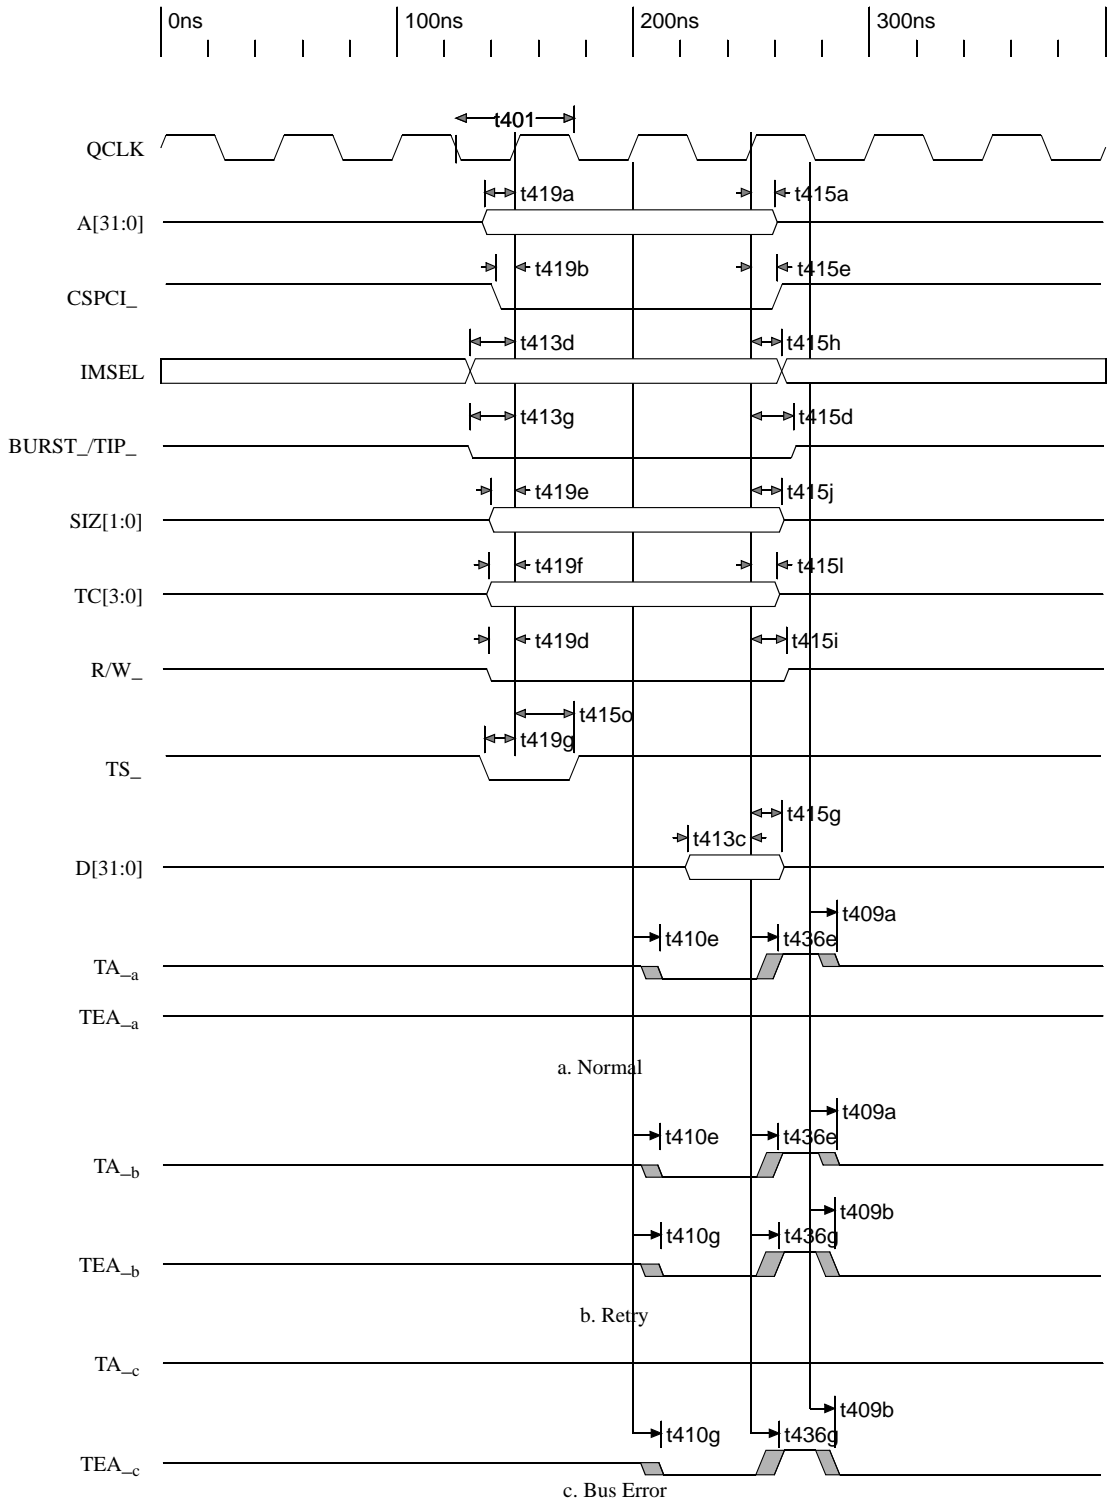 0ns 100ns 200ns 300ns
t401
QCLK
t419a t415a
A[31:0]
t419b t415e
CSPCI_
t413d t415h
IMSEL
t413g t415d
BURST_/TIP_
t419e t415j
SIZ[1:0]
t419f t415l
TC[3:0]
t419d t415i
R/W_
t415o
t419g
TS_
t415g
t413c
D[31:0]
t409a
t410e t436e
TA_a
TEA_a
a. Normal
t409a
t410e t436e
TA_b
t409b
t410g t436g
TEA_b
b. Retry
TA_c
t409b
t410g t436g
TEA_c
c. Bus Error